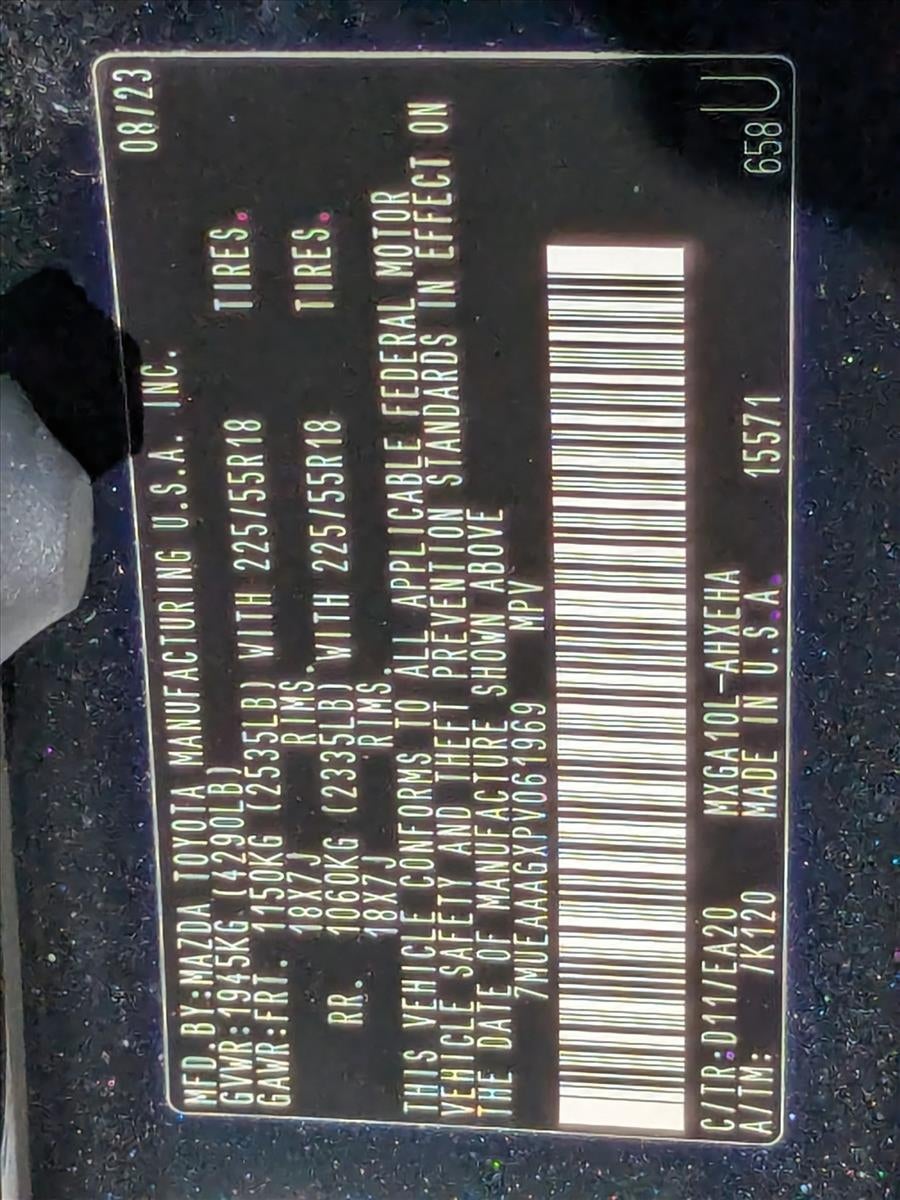 MFD.BY:MAZDA TOYOTA MANUFACTURING U.S.A. INC. 08/23
GVWR:1945KG (4290LB)
GAWR:FRT. 1150KG (2535LB) WITH 225/55R18 TIRES.
18X7J RIMS.
RR. 1060KG (2335LB) WITH 225/55R18 TIRES.
18X7J RIMS.
THIS VEHICLE CONFORMS TO ALL APPLICABLE FEDERAL MOTOR
VEHICLE SAFETY AND THEFT PREVENTION STANDARDS IN EFFECT ON
THE DATE OF MANUFACTURE SHOWN ABOVE
7MUEAAAGXPV061969 MPV
C/TR:D11/EA20 MXGA10L-AHXEHA
A/TM: /K120 MADE IN U.S.A. 15571 658 U